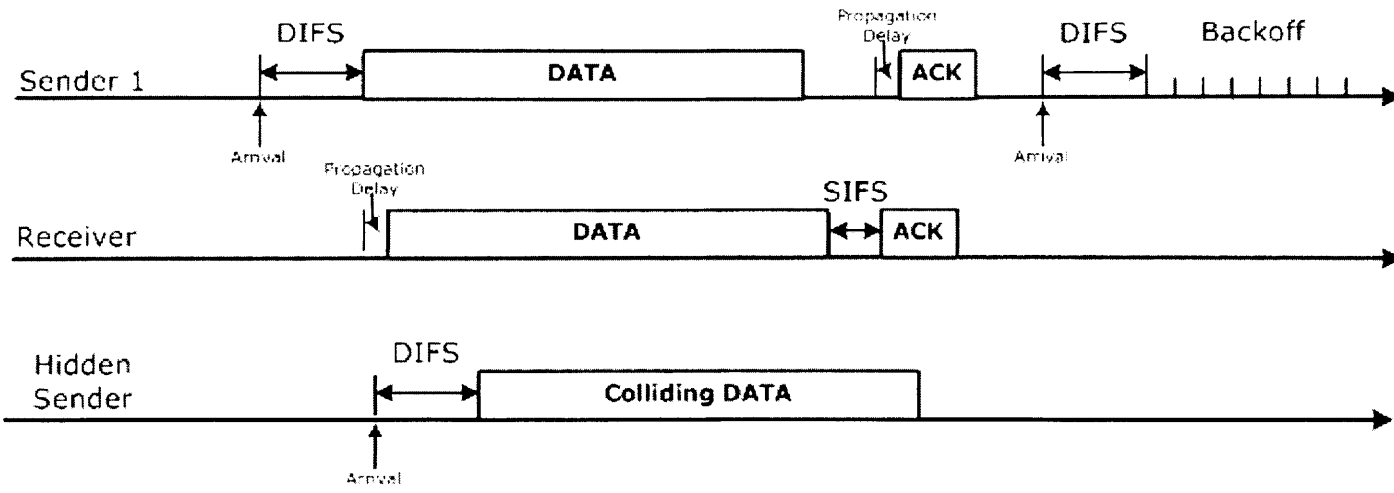 Propagation
Delay
DIFS
DIFS
Backoff
Sender 1
DATA
ACK
Arrival
Arrival
Propagation
Delay
SIFS
Receiver
DATA
ACK
Hidden
Sender
DIFS
Colliding DATA
Arrival